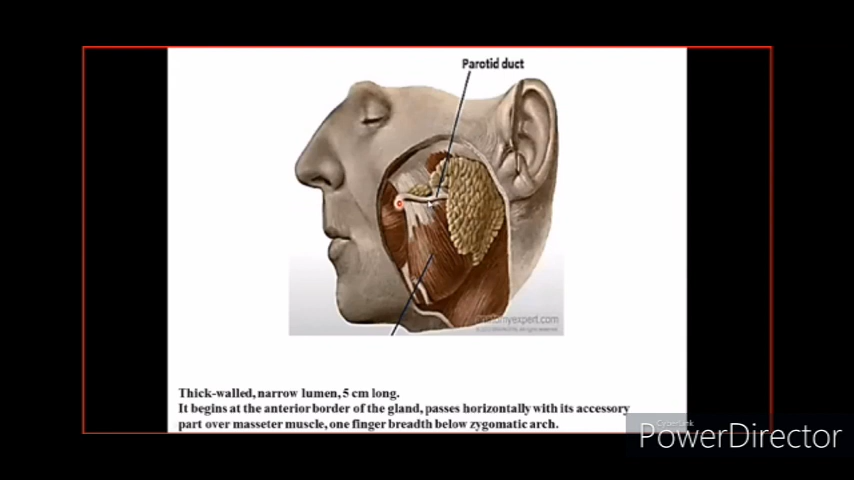 Parotid duct
Thick-walled, narrow lumen, 5 cm long.
It begins at the anterior border of the gland, passes horizontally with its accessory
part over masseter muscle, one finger breadth below zygomatic arch.
CyberLink
PowerDirector